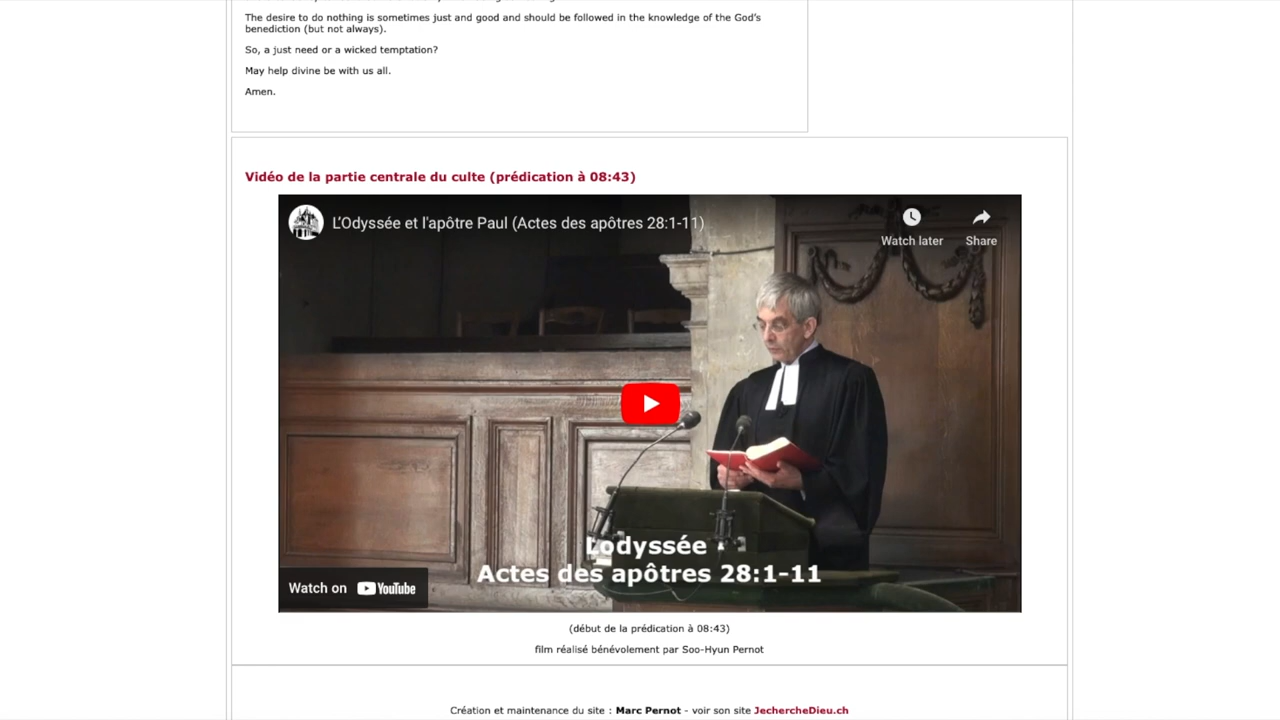 The desire to do nothing is sometimes just and good and should be followed in the knowledge of the God's
benediction (but not always).
So, a just need or a wicked temptation?
May help divine be with us all.
Amen.
Vidéo de la partie centrale du culte (prédication à 08:43)
L'Odyssée et l'apôtre Paul (Actes des apôtres 28:1-11)
Watch later
Share
Lodyssée
Actes des apôtres 28:1-11
Watch on YouTube
(début de la prédication à 08:43)
film réalisé bénévolement par Soo-Hyun Pernot
Création et maintenance du site : Marc Pernot - voir son site JechercheDieu.ch